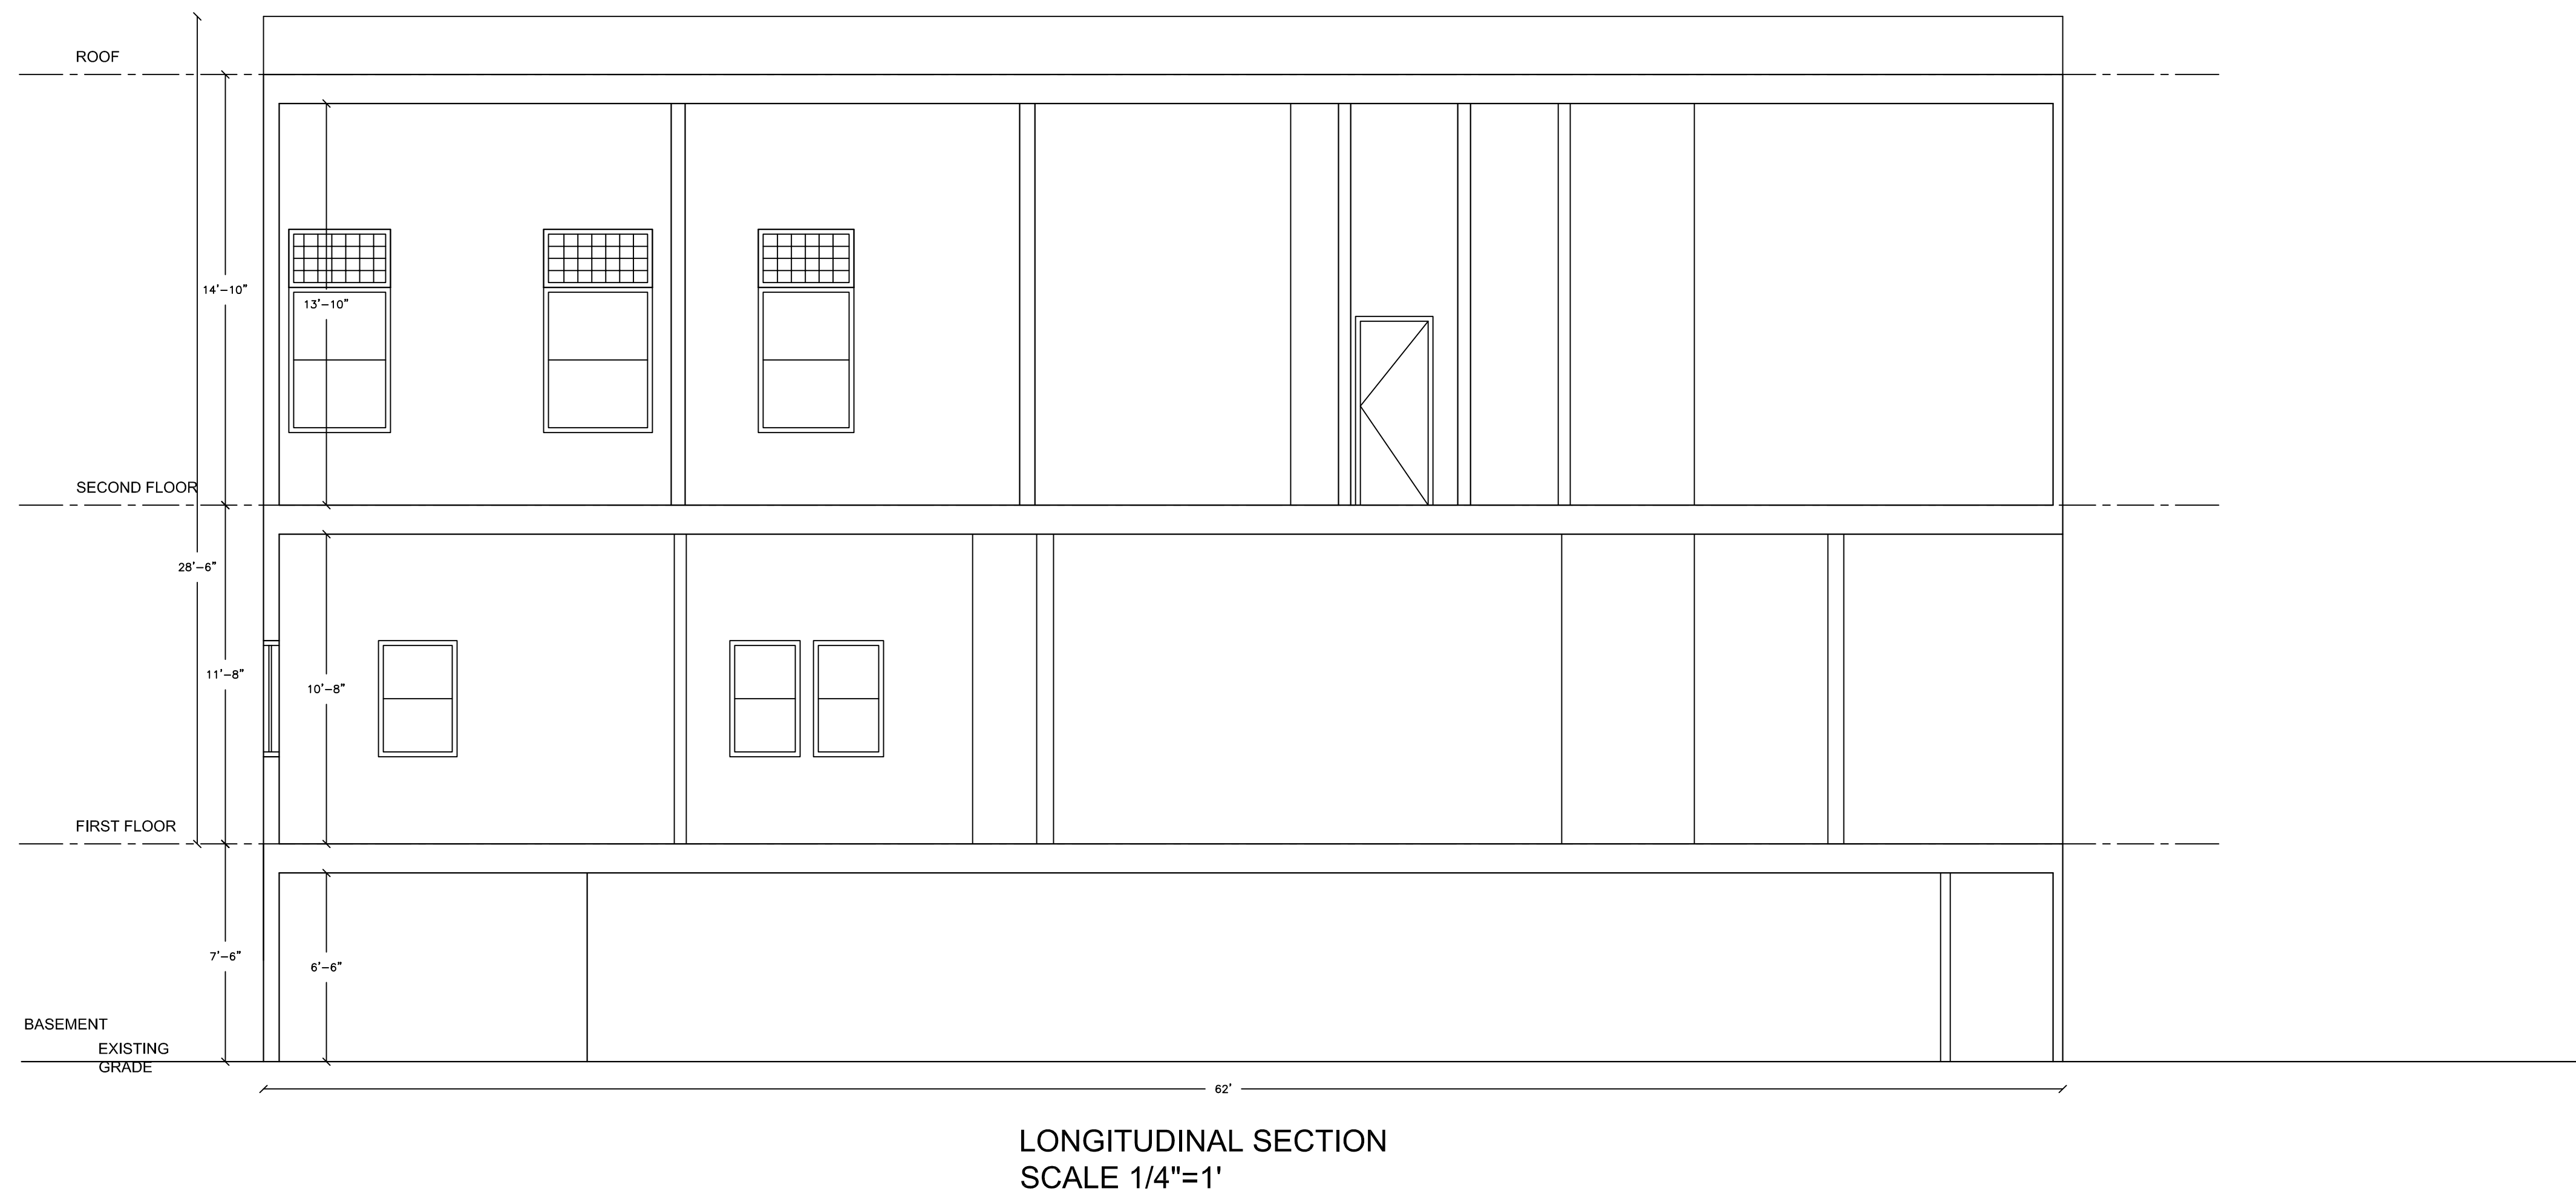 ROOF
14'-10"
13'-10"
SECOND FLOOR
28'-6"
11'-8"
10'-8"
FIRST FLOOR
7'-6"
6'-6"
BASEMENT
EXISTING
GRADE
62'
LONGITUDINAL SECTION
SCALE 1/4"=1'